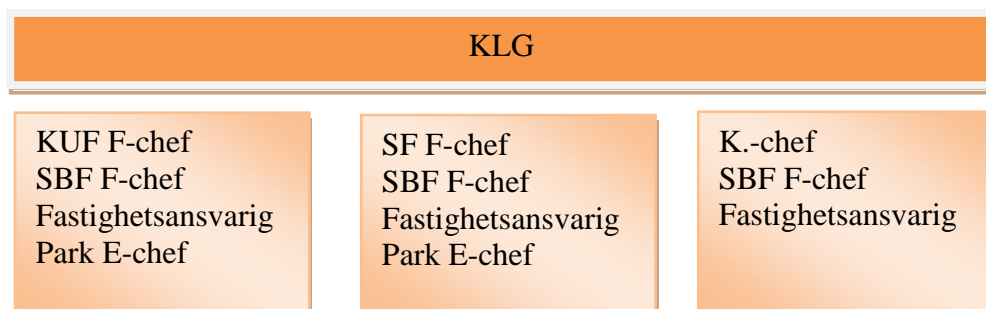 KLG
KUF F-chef
SBF F-chef
Fastighetsansvarig
Park E-chef
SF F-chef
SBF F-chef
Fastighetsansvarig
Park E-chef
K.-chef
SBF F-chef
Fastighetsansvarig